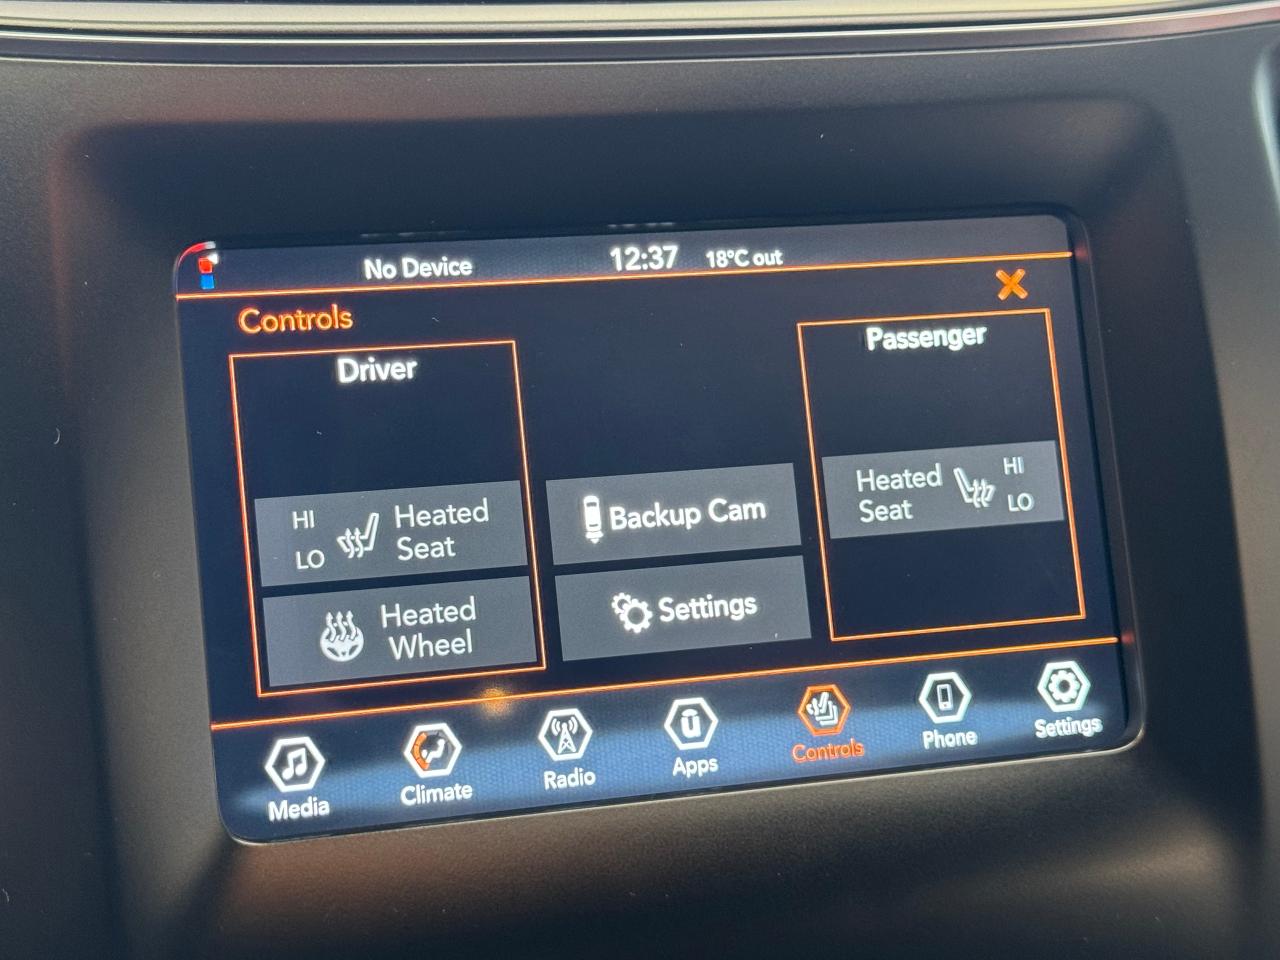 No Device 12:37 18°C out
Controls
Driver
HI
LO
Heated
Seat
Heated
Wheel
Backup Cam
Settings
Passenger
Heated
Seat
HI
LO
Media Climate Radio Apps Controls Phone Settings